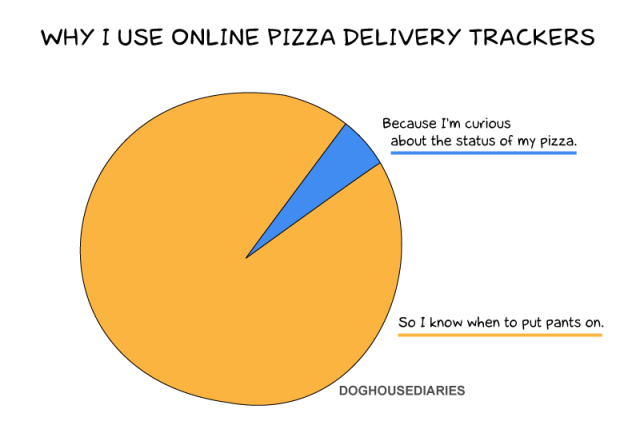 WHY I USE ONLINE PIZZA DELIVERY TRACKERS
Because I'm curious
about the status of my pizza.
So I know when to put pants on.
DOGHOUSEDIARIES